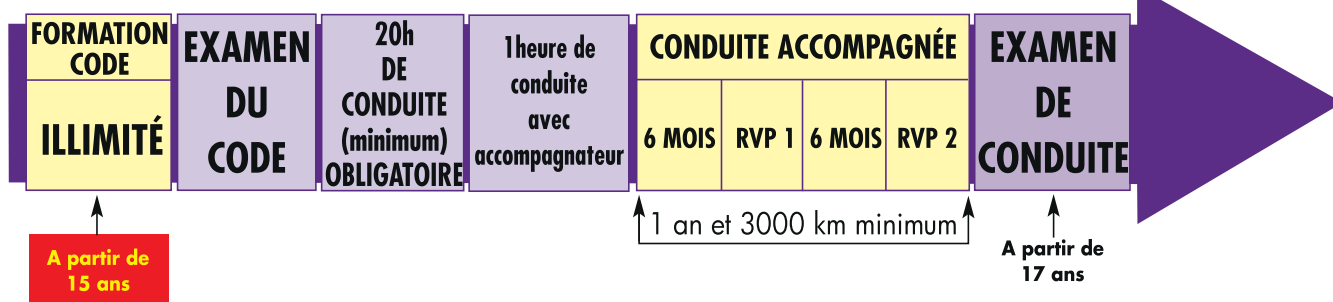 FORMATION
CODE
ILLIMITÉ
EXAMEN
DU
CODE
20h
DE
CONDUITE
(minimum)
OBLIGATOIRE
1heure de
conduite
avec
accompagnateur
CONDUITE ACCOMPAGNÉE
6 MOIS RVP 1 6 MOIS RVP 2
EXAMEN
DE
CONDUITE
A partir de
15 ans
1 an et 3000 km minimum
A partir de
17 ans